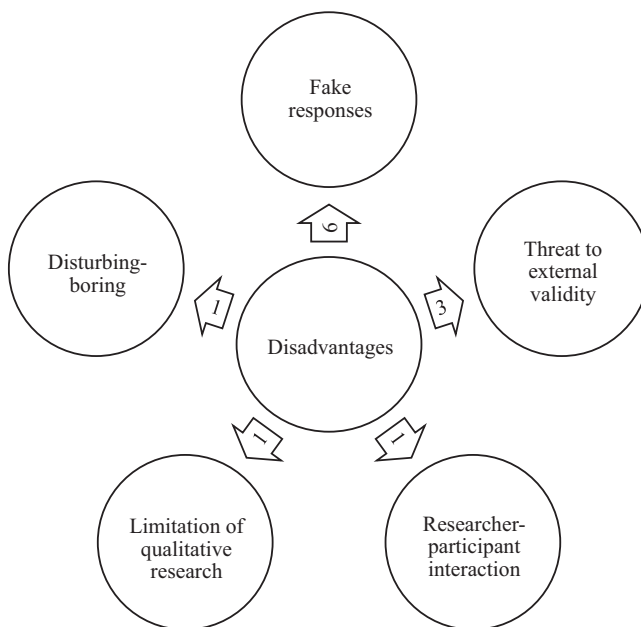 Fake
responses
6
Disturbing-
boring
1
Threat to
external
validity
3
Disadvantages
1
1
Limitation of
qualitative
research
Researcher-
participant
interaction